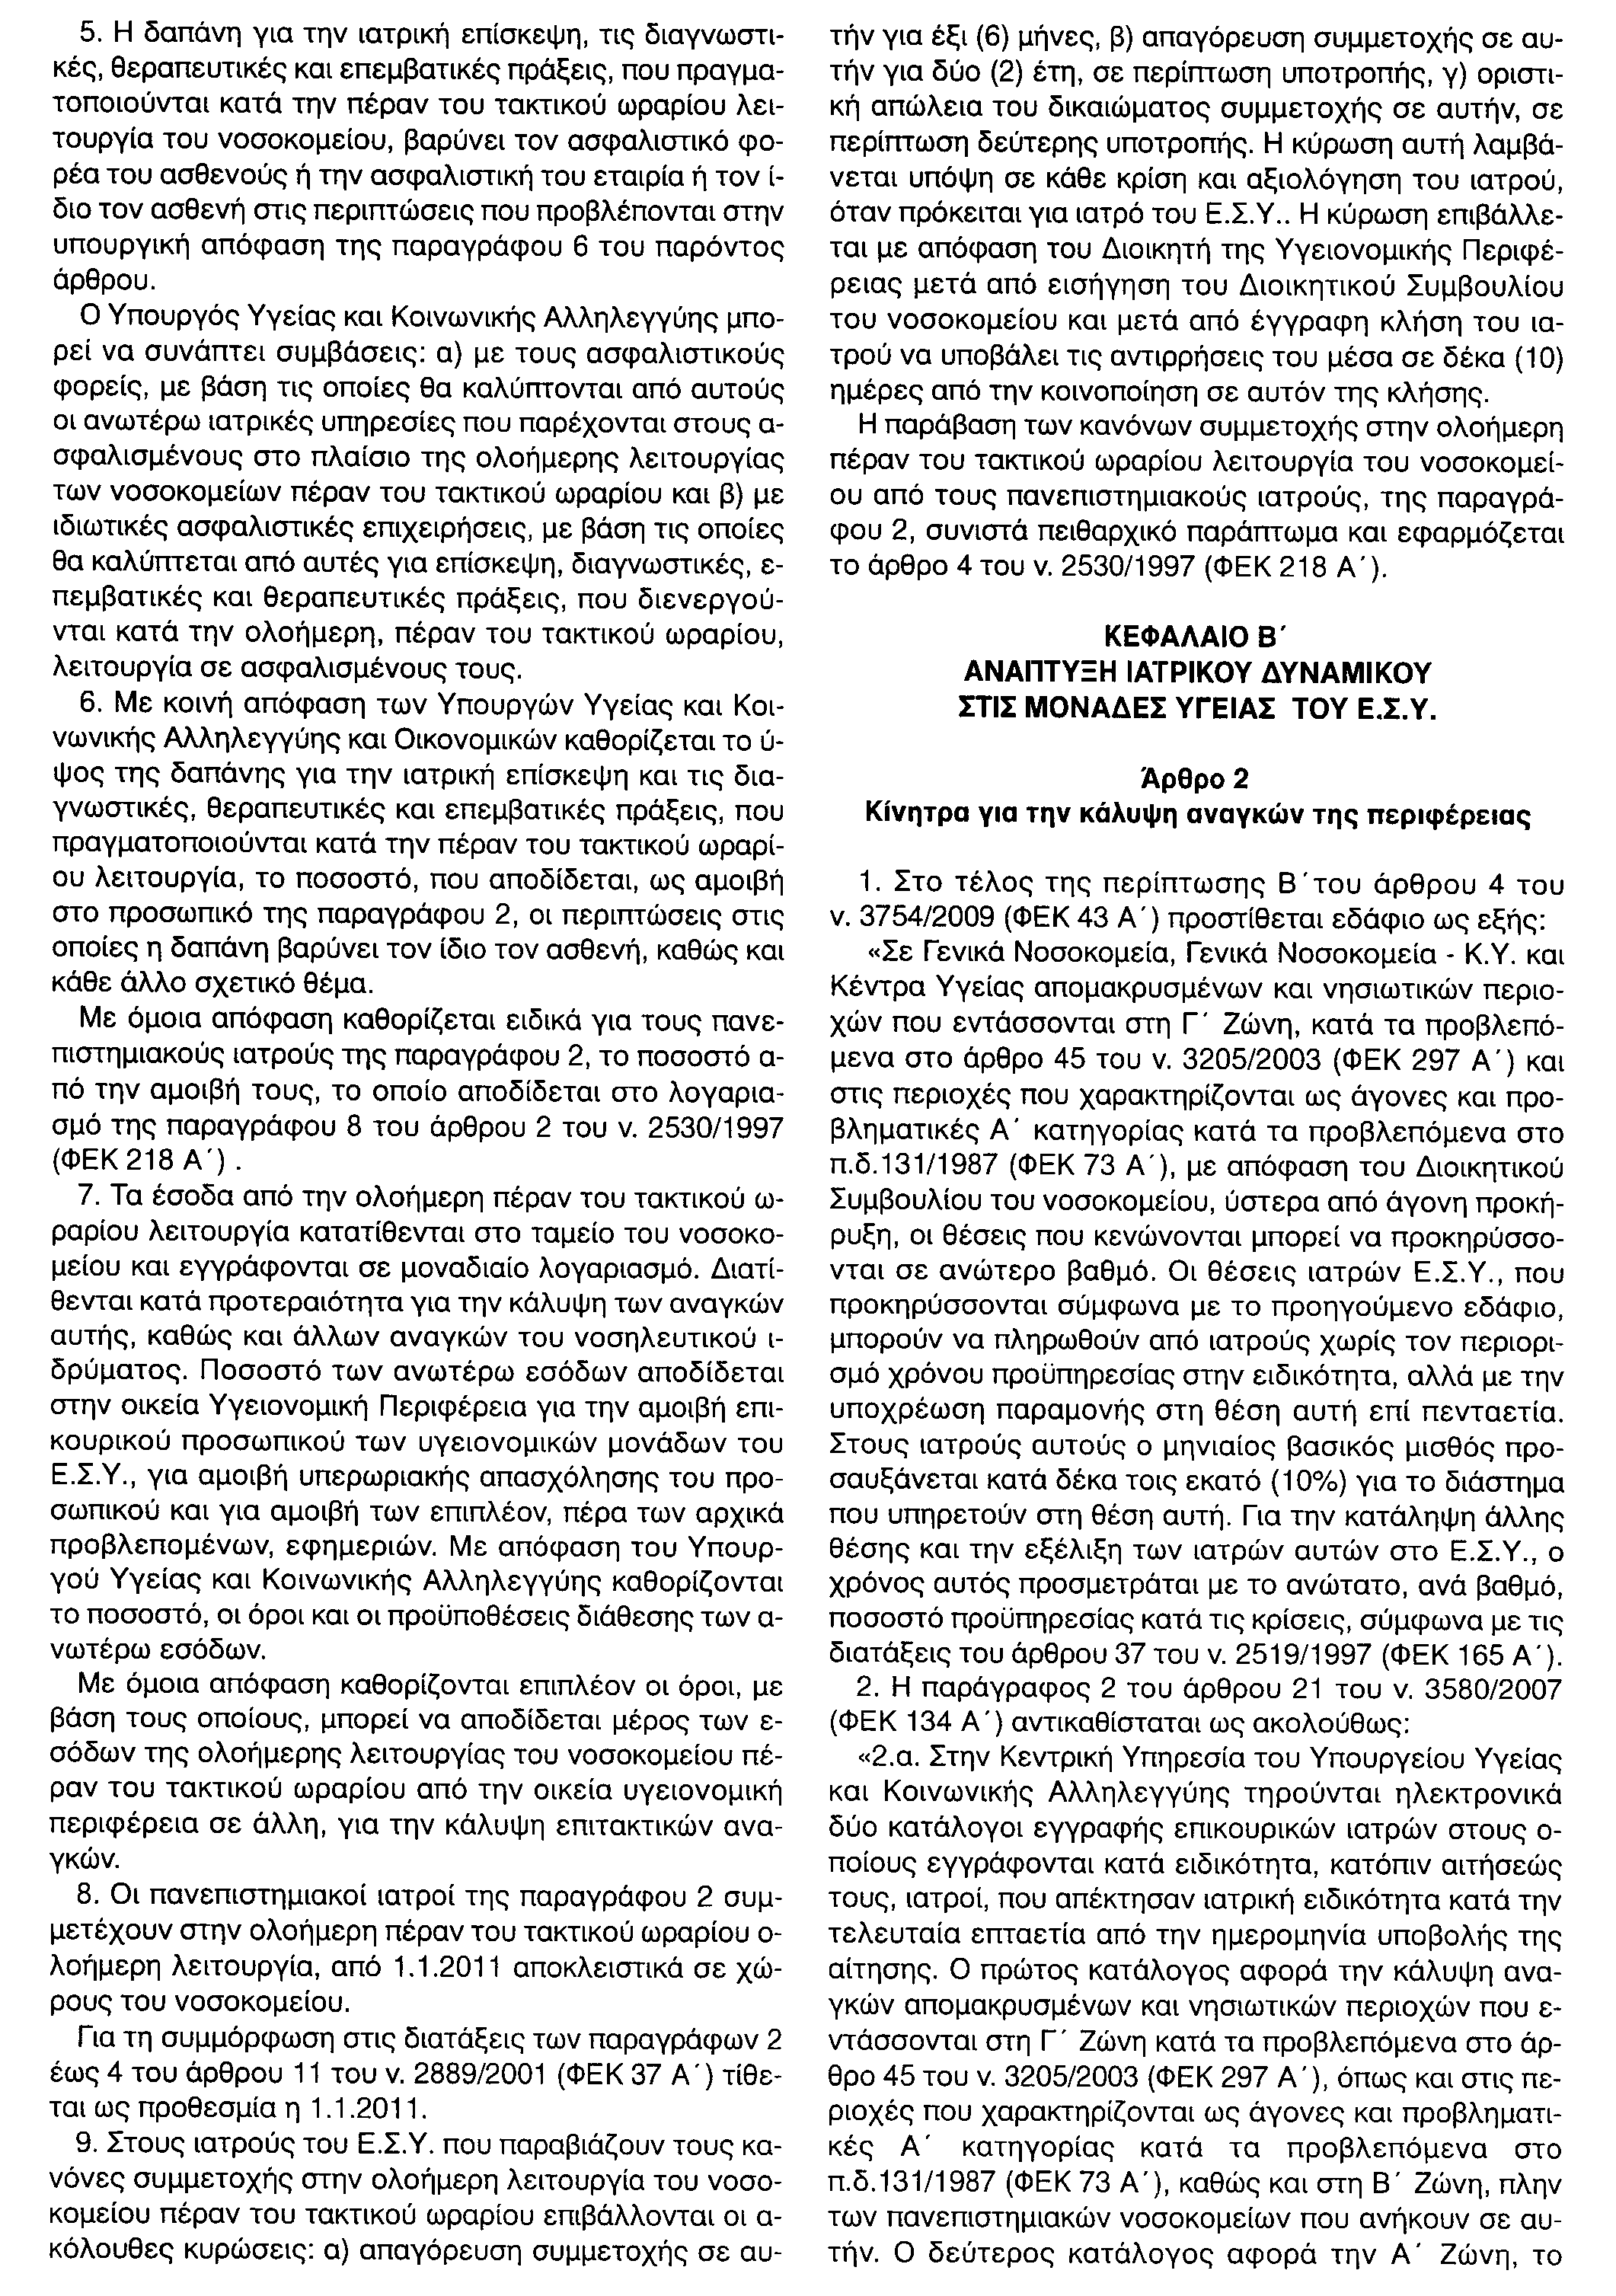 5. Η δαπάνη για την ιατρική επίσκεψη, τις διαγνωστι-
κές, θεραπευτικές και επεμβατικές πράξεις, που πραγμα-
τοποιούνται κατά την πέραν του τακτικού ωραρίου λει-
τουργία του νοσοκομείου, βαρύνει τον ασφαλιστικό φο-
ρέα του ασθενούς ή την ασφαλιστική του εταιρία ή τον ί-
διο τον ασθενή στις περιπτώσεις που προβλέπονται στην
υπουργική απόφαση της παραγράφου 6 του παρόντος
άρθρου.
Ο Υπουργός Υγείας και Κοινωνικής Αλληλεγγύης μπο-
ρεί να συνάπτει συμβάσεις: α) με τους ασφαλιστικούς
φορείς, με βάση τις οποίες θα καλύπτονται από αυτούς
οι ανωτέρω ιατρικές υπηρεσίες που παρέχονται στους α-
σφαλισμένους στο πλαίσιο της ολοήμερης λειτουργίας
των νοσοκομείων πέραν του τακτικού ωραρίου και β) με
ιδιωτικές ασφαλιστικές επιχειρήσεις, με βάση τις οποίες
θα καλύπτεται από αυτές για επίσκεψη, διαγνωστικές, ε-
πεμβατικές και θεραπευτικές πράξεις, που διενεργού-
νται κατά την ολοήμερη, πέραν του τακτικού ωραρίου,
λειτουργία σε ασφαλισμένους τους.
6. Με κοινή απόφαση των Υπουργών Υγείας και Κοι-
νωνικής Αλληλεγγύης και Οικονομικών καθορίζεται το ύ-
ψος της δαπάνης για την ιατρική επίσκεψη και τις δια-
γνωστικές, θεραπευτικές και επεμβατικές πράξεις, που
πραγματοποιούνται κατά την πέραν του τακτικού ωραρί-
ου λειτουργία, το ποσοστό, που αποδίδεται, ως αμοιβή
στο προσωπικό της παραγράφου 2, οι περιπτώσεις στις
οποίες η δαπάνη βαρύνει τον ίδιο τον ασθενή, καθώς και
κάθε άλλο σχετικό θέμα.
Με όμοια απόφαση καθορίζεται ειδικά για τους πανε-
πιστημιακούς ιατρούς της παραγράφου 2, το ποσοστό α-
πό την αμοιβή τους, το οποίο αποδίδεται στο λογαρια-
σμό της παραγράφου 8 του άρθρου 2 του ν. 2530/1997
(ΦΕΚ 218 Α΄) .
7. Τα έσοδα από την ολοήμερη πέραν του τακτικού ω-
ραρίου λειτουργία κατατίθενται στο ταμείο του νοσοκο-
μείου και εγγράφονται σε μοναδιαίο λογαριασμό. Διατί-
θενται κατά προτεραιότητα για την κάλυψη των αναγκών
αυτής, καθώς και άλλων αναγκών του νοσηλευτικού ι-
δρύματος. Ποσοστό των ανωτέρω εσόδων αποδίδεται
στην οικεία Υγειονομική Περιφέρεια για την αμοιβή επι-
κουρικού προσωπικού των υγειονομικών μονάδων του
Ε.Σ.Υ., για αμοιβή υπερωριακής απασχόλησης του προ-
σωπικού και για αμοιβή των επιπλέον, πέρα των αρχικά
προβλεπομένων, εφημεριών. Με απόφαση του Υπουρ-
γού Υγείας και Κοινωνικής Αλληλεγγύης καθορίζονται
το ποσοστό, οι όροι και οι προϋποθέσεις διάθεσης των α-
νωτέρω εσόδων.
Με όμοια απόφαση καθορίζονται επιπλέον οι όροι, με
βάση τους οποίους, μπορεί να αποδίδεται μέρος των ε-
σόδων της ολοήμερης λειτουργίας του νοσοκομείου πέ-
ραν του τακτικού ωραρίου από την οικεία υγειονομική
περιφέρεια σε άλλη, για την κάλυψη επιτακτικών ανα-
γκών.
8. Οι πανεπιστημιακοί ιατροί της παραγράφου 2 συμ-
μετέχουν στην ολοήμερη πέραν του τακτικού ωραρίου ο-
λοήμερη λειτουργία, από 1.1.2011 αποκλειστικά σε χώ-
ρους του νοσοκομείου.
Για τη συμμόρφωση στις διατάξεις των παραγράφων 2
έως 4 του άρθρου 11 του ν. 2889/2001 (ΦΕΚ 37 Α΄) τίθε-
ται ως προθεσμία η 1.1.2011.
9. Στους ιατρούς του Ε.Σ.Υ. που παραβιάζουν τους κα-
νόνες συμμετοχής στην ολοήμερη λειτουργία του νοσο-
κομείου πέραν του τακτικού ωραρίου επιβάλλονται οι α-
κόλουθες κυρώσεις: α) απαγόρευση συμμετοχής σε αυ-
τήν για έξι (6) μήνες, β) απαγόρευση συμμετοχής σε αυ-
τήν για δύο (2) έτη, σε περίπτωση υποτροπής, γ) οριστι-
κή απώλεια του δικαιώματος συμμετοχής σε αυτήν, σε
περίπτωση δεύτερης υποτροπής. Η κύρωση αυτή λαμβά-
νεται υπόψη σε κάθε κρίση και αξιολόγηση του ιατρού,
όταν πρόκειται για ιατρό του Ε.Σ.Υ.. Η κύρωση επιβάλλε-
ται με απόφαση του Διοικητή της Υγειονομικής Περιφέ-
ρειας μετά από εισήγηση του Διοικητικού Συμβουλίου
του νοσοκομείου και μετά από έγγραφη κλήση του ια-
τρού να υποβάλει τις αντιρρήσεις του μέσα σε δέκα (10)
ημέρες από την κοινοποίηση σε αυτόν της κλήσης.
Η παράβαση των κανόνων συμμετοχής στην ολοήμερη
πέραν του τακτικού ωραρίου λειτουργία του νοσοκομεί-
ου από τους πανεπιστημιακούς ιατρούς, της παραγρά-
φου 2, συνιστά πειθαρχικό παράπτωμα και εφαρμόζεται
το άρθρο 4 του ν. 2530/1997 (ΦΕΚ 218 Α΄).
ΚΕΦΑΛΑΙΟ Β΄
ΑΝΑΠΤΥΞΗ ΙΑΤΡΙΚΟΥ ΔΥΝΑΜΙΚΟΥ
ΣΤΙΣ ΜΟΝΑΔΕΣ ΥΓΕΙΑΣ ΤΟΥ Ε.Σ.Υ.
Άρθρο 2
Κίνητρα για την κάλυψη αναγκών της περιφέρειας
1. Στο τέλος της περίπτωσης Β΄του άρθρου 4 του
ν. 3754/2009 (ΦΕΚ 43 Α΄) προστίθεται εδάφιο ως εξής:
«Σε Γενικά Νοσοκομεία, Γενικά Νοσοκομεία - Κ.Υ. και
Κέντρα Υγείας απομακρυσμένων και νησιωτικών περιο-
χών που εντάσσονται στη Γ΄ Ζώνη, κατά τα προβλεπό-
μενα στο άρθρο 45 του ν. 3205/2003 (ΦΕΚ 297 Α΄) και
στις περιοχές που χαρακτηρίζονται ως άγονες και προ-
βληματικές Α΄ κατηγορίας κατά τα προβλεπόμενα στο
π.δ.131/1987 (ΦΕΚ 73 Α΄), με απόφαση του Διοικητικού
Συμβουλίου του νοσοκομείου, ύστερα από άγονη προκή-
ρυξη, οι θέσεις που κενώνονται μπορεί να προκηρύσσο-
νται σε ανώτερο βαθμό. Οι θέσεις ιατρών Ε.Σ.Υ., που
προκηρύσσονται σύμφωνα με το προηγούμενο εδάφιο,
μπορούν να πληρωθούν από ιατρούς χωρίς τον περιορι-
σμό χρόνου προϋπηρεσίας στην ειδικότητα, αλλά με την
υποχρέωση παραμονής στη θέση αυτή επί πενταετία.
Στους ιατρούς αυτούς ο μηνιαίος βασικός μισθός προ-
σαυξάνεται κατά δέκα τοις εκατό (10%) για το διάστημα
που υπηρετούν στη θέση αυτή. Για την κατάληψη άλλης
θέσης και την εξέλιξη των ιατρών αυτών στο Ε.Σ.Υ., ο
χρόνος αυτός προσμετράται με το ανώτατο, ανά βαθμό,
ποσοστό προϋπηρεσίας κατά τις κρίσεις, σύμφωνα με τις
διατάξεις του άρθρου 37 του ν. 2519/1997 (ΦΕΚ 165 Α΄).
2. Η παράγραφος 2 του άρθρου 21 του ν. 3580/2007
(ΦΕΚ 134 Α΄) αντικαθίσταται ως ακολούθως:
«2.α. Στην Κεντρική Υπηρεσία του Υπουργείου Υγείας
και Κοινωνικής Αλληλεγγύης τηρούνται ηλεκτρονικά
δύο κατάλογοι εγγραφής επικουρικών ιατρών στους ο-
ποίους εγγράφονται κατά ειδικότητα, κατόπιν αιτήσεώς
τους, ιατροί, που απέκτησαν ιατρική ειδικότητα κατά την
τελευταία επταετία από την ημερομηνία υποβολής της
αίτησης. Ο πρώτος κατάλογος αφορά την κάλυψη ανα-
γκών απομακρυσμένων και νησιωτικών περιοχών που ε-
ντάσσονται στη Γ΄ Ζώνη κατά τα προβλεπόμενα στο άρ-
θρο 45 του ν. 3205/2003 (ΦΕΚ 297 Α΄), όπως και στις πε-
ριοχές που χαρακτηρίζονται ως άγονες και προβληματι-
κές Α΄ κατηγορίας κατά τα προβλεπόμενα στο
π.δ.131/1987 (ΦΕΚ 73 Α΄), καθώς και στη Β΄ Ζώνη, πλην
των πανεπιστημιακών νοσοκομείων που ανήκουν σε αυ-
τήν. Ο δεύτερος κατάλογος αφορά την Α΄ Ζώνη, το